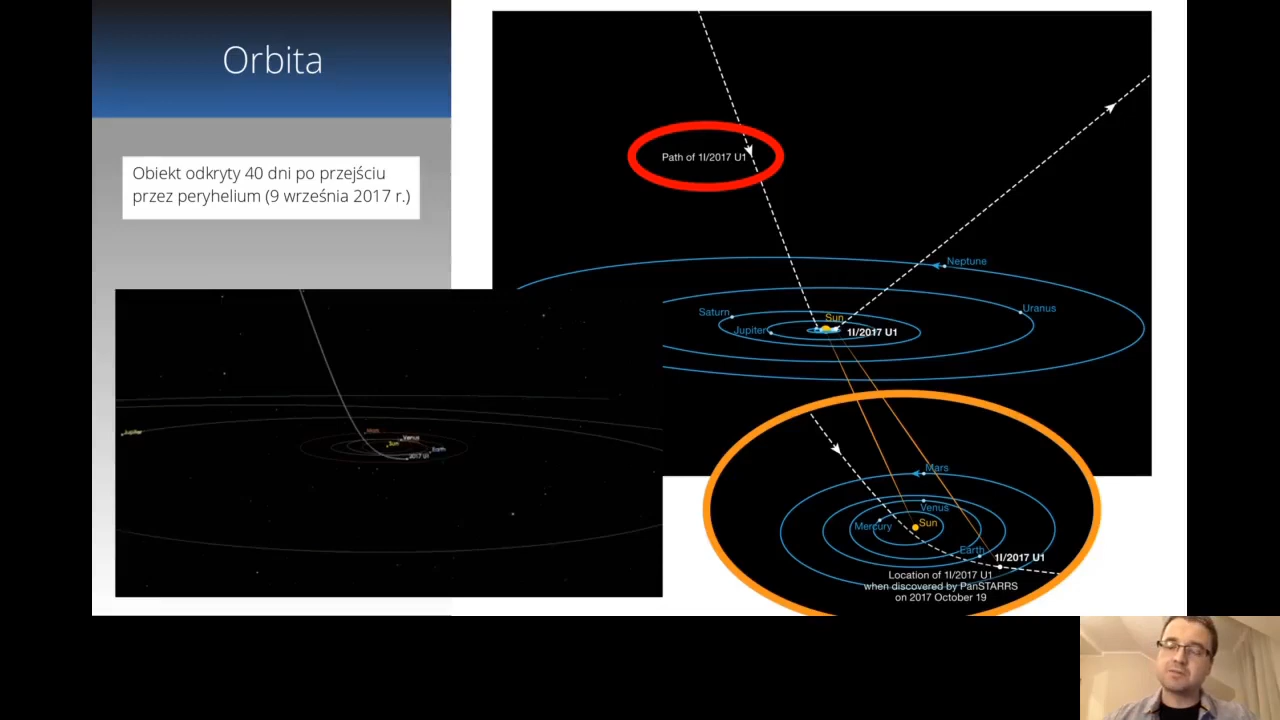 Orbita
Obiekt odkryty 40 dni po przejściu
przez peryhelium (9 września 2017 r.)
Path of 1I/2017 U1
Neptune
Saturn
Uranus
Sun
Jupiter
1I/2017 U1
Jupiter
Venus
Sun
Earth
2017 U1
Mars
Venus
Mercury
Sun
Earth
1I/2017 U1
Location of 1I/2017 U1
when discovered by PanSTARRS
on 2017 October 19